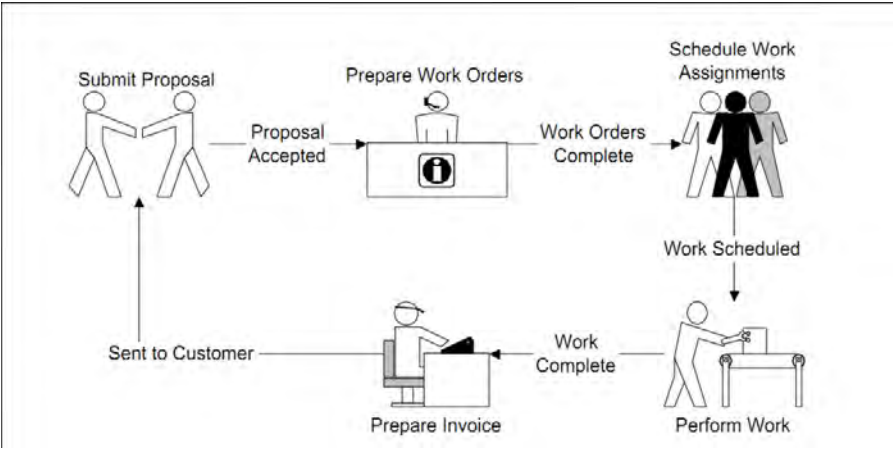 Submit Proposal
Proposal
Accepted
Prepare Work Orders
i
Work Orders
Complete
Schedule Work
Assignments
Work Scheduled
Perform Work
Work
Complete
Prepare Invoice
Sent to Customer